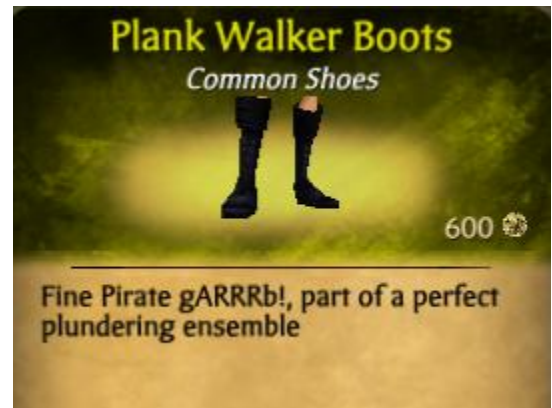 Plank Walker Boots
Common Shoes
600
Fine Pirate gARRRb!, part of a perfect
plundering ensemble